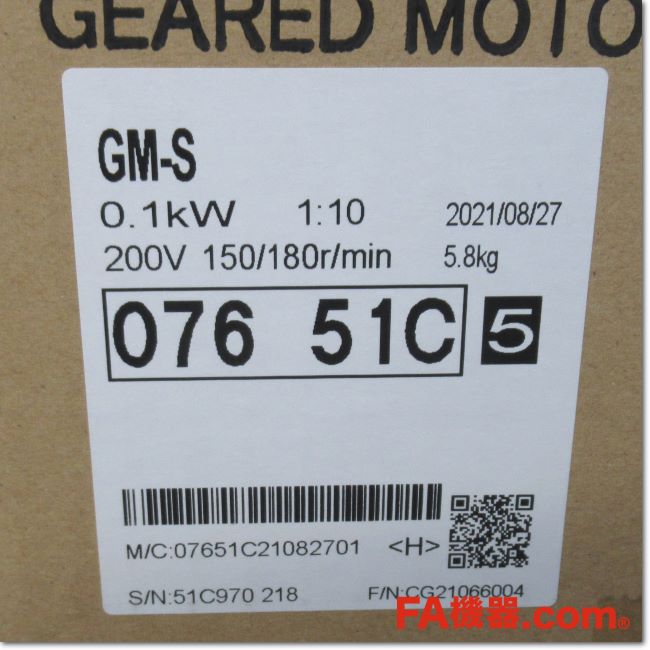 GEARED MOTO
GM-S
0.1kW 1:10 2021/08/27
200V 150/180r/min 5.8kg
076 51C 5
M/C:07651C21082701 <H>
S/N:51C970 218 F/N:CG21066004
FA機器.com®